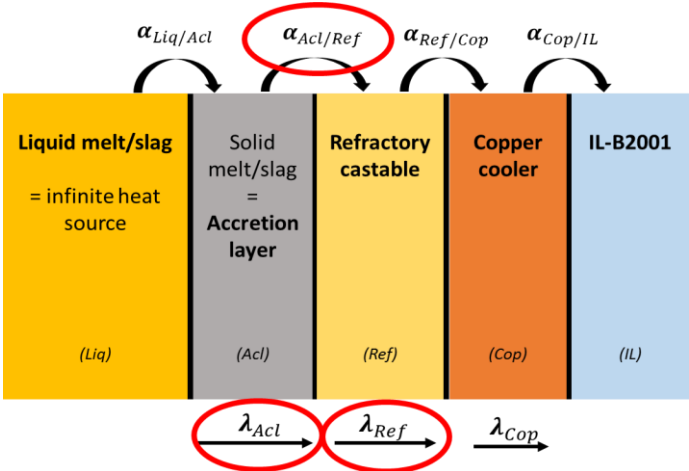 α_Liq/Acl α_Acl/Ref α_Ref/Cop α_Cop/IL
Liquid melt/slag
= infinite heat
source
(Liq)
Solid
melt/slag
=
Accretion
layer
(Acl)
Refractory
castable
(Ref)
Copper
cooler
(Cop)
IL-B2001
(IL)
λ_Acl λ_Ref λ_Cop